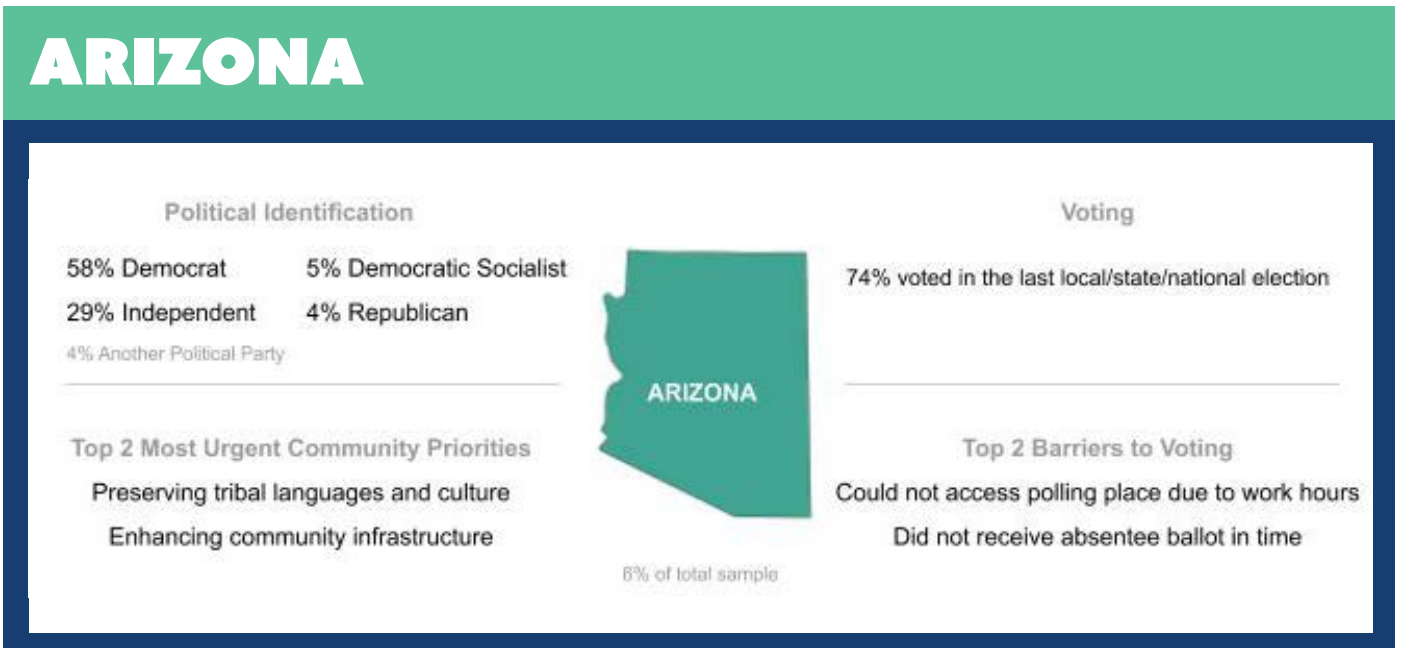 ARIZONA
Political Identification
58% Democrat
5% Democratic Socialist
29% Independent
4% Republican
4% Another Political Party
Top 2 Most Urgent Community Priorities
Preserving tribal languages and culture
Enhancing community infrastructure
ARIZONA
of total sample
Voting
74% voted in the last local/state/national election
Top 2 Barriers to Voting
Could not access polling place due to work hours
Did not receive absentee ballot in time